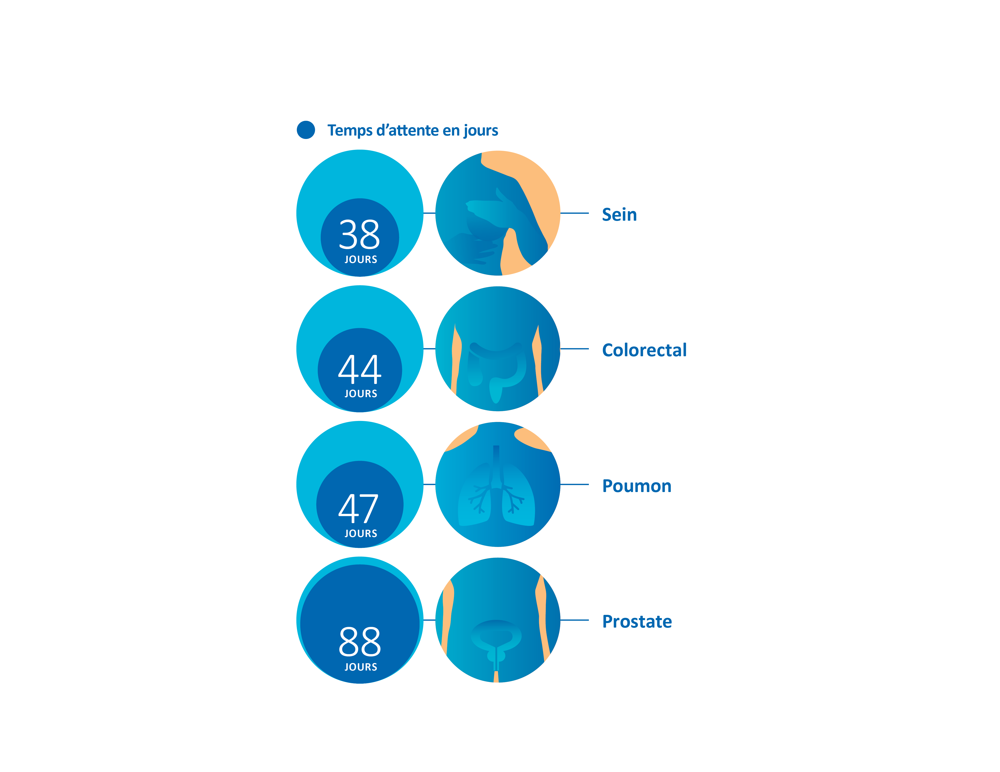 Temps d’attente en jours
38
JOURS
Sein
44
JOURS
Colorectal
47
JOURS
Poumon
88
JOURS
Prostate